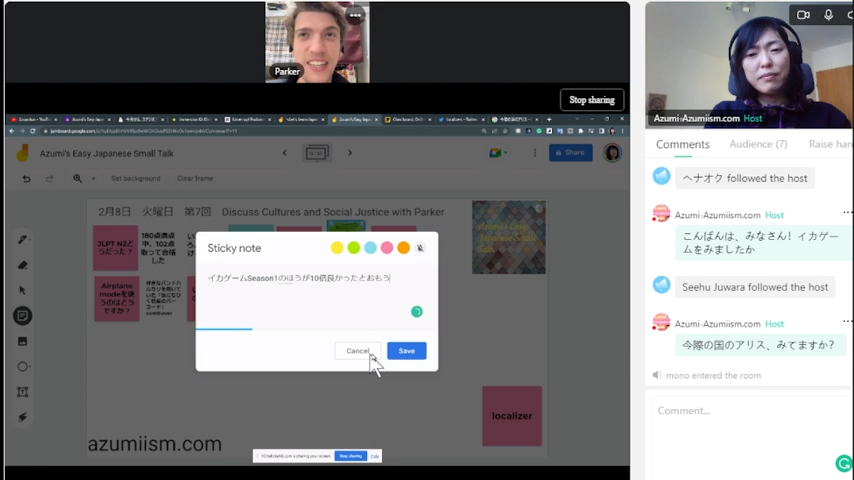 Parker
Stop sharing
Azumi-Azumiism.com Host
Comments
Audience (7)
Raise han
ヘナオク followed the host
Azumi-Azumiism.com Host
こんばんは、みなさん！イカゲー
ムをみましたか
Seehu Juwara followed the host
Azumi-Azumiism.com Host
今際の国のアリス、みてますか？
mono entered the room
Comment...
Azumi's Easy Japanese Small Talk
Share
Set background
Clear frame
2月8日 火曜日 第7回 Discuss Cultures and Social Justice with Parker
JLPT N2ど
うだった？
180点満点
中、102点
取って合格
した
Airplane
modeを使
うのはどう
ですか？
Sticky note
イカゲームSeason1のほうが10倍良かったとおもう
Cancel
Save
localizer
azumiism.com
Stop sharing